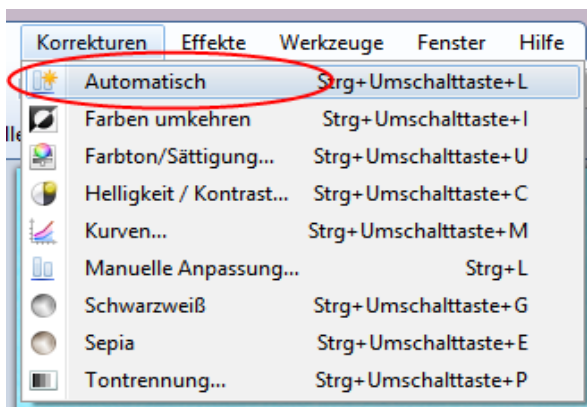 Korrekturen Effekte Werkzeuge Fenster Hilfe
Automatisch Strg+Umschalttaste+L
Farben umkehren Strg+Umschalttaste+I
Farbton/Sättigung... Strg+Umschalttaste+U
Helligkeit / Kontrast... Strg+Umschalttaste+C
Kurven... Strg+Umschalttaste+M
Manuelle Anpassung... Strg+L
Schwarzweiß Strg+Umschalttaste+G
Sepia Strg+Umschalttaste+E
Tontrennung... Strg+Umschalttaste+P